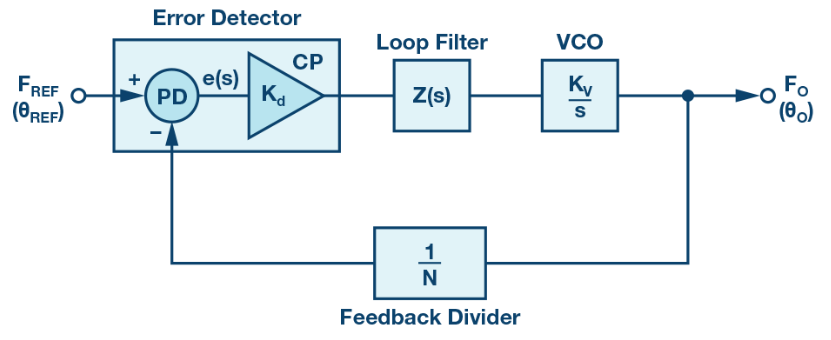 Error Detector
Loop Filter
VCO
CP
F_REF
(θ_REF)
+
PD
e(s)
K_d
Z(s)
K_V
s
F_O
(θ_O)
−
1
N
Feedback Divider